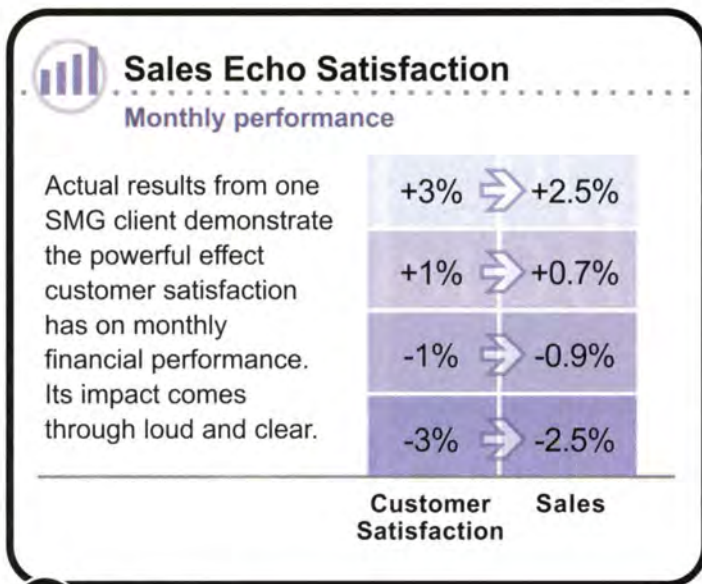 Sales Echo Satisfaction
Monthly performance
Actual results from one
SMG client demonstrate
the powerful effect
customer satisfaction
has on monthly
financial performance.
Its impact comes
through loud and clear.
+3% +2.5%
+1% +0.7%
-1% -0.9%
-3% -2.5%
Customer Satisfaction Sales